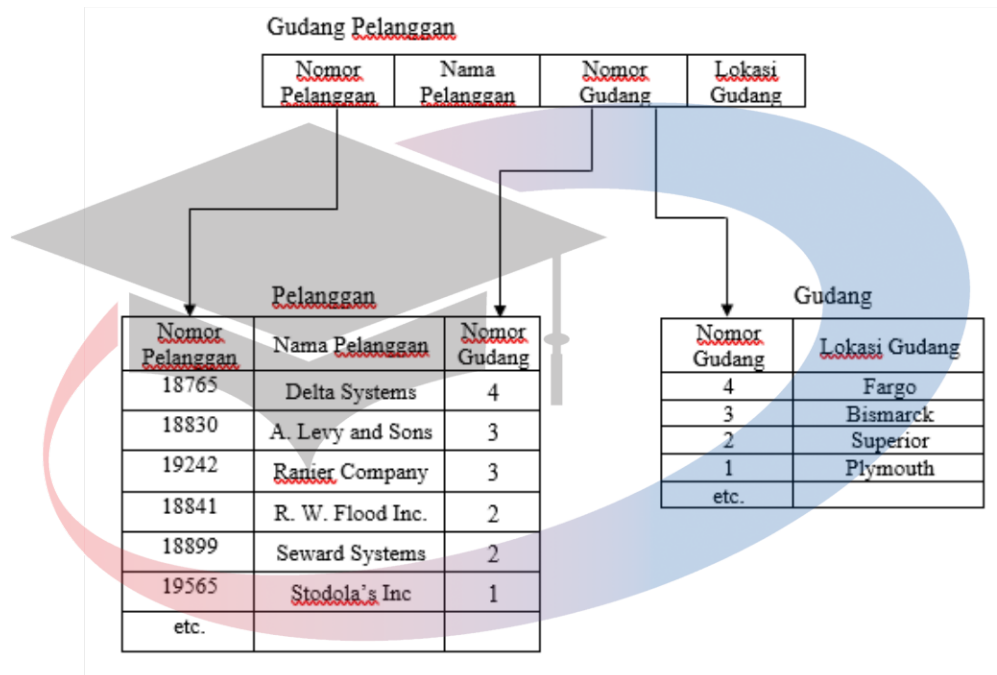 Gudang Pelanggan
Nomor Pelanggan Nama Pelanggan Nomor Gudang Lokasi Gudang
Pelanggan
Nomor Pelanggan Nama Pelanggan Nomor Gudang
18765 Delta Systems 4
18830 A. Levy and Sons 3
19242 Ranier Company 3
18841 R. W. Flood Inc. 2
18899 Seward Systems 2
19565 Stodola's Inc 1
etc.
Gudang
Nomor Gudang Lokasi Gudang
4 Fargo
3 Bismarck
2 Superior
1 Plymouth
etc.